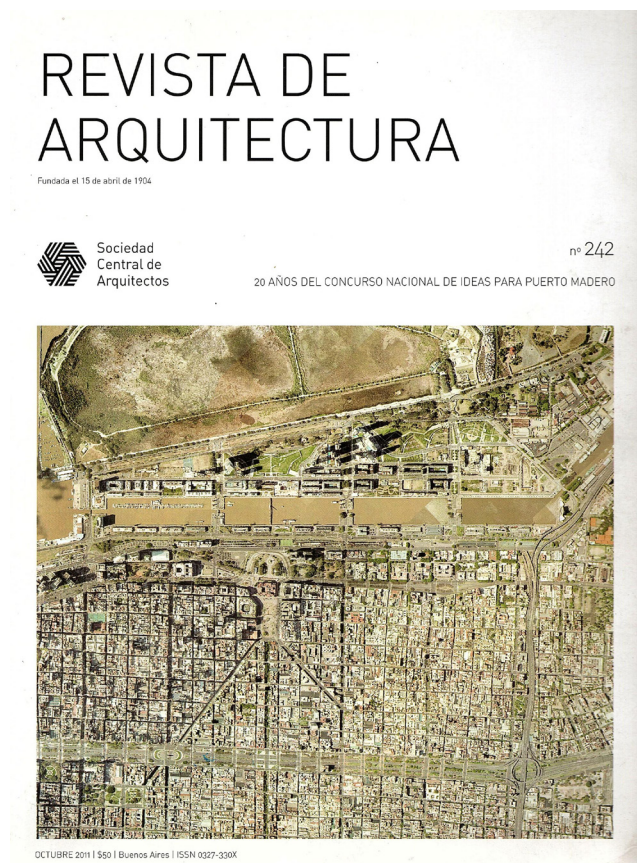 REVISTA DE
ARQUITECTURA
Fundada el 15 de abril de 1904
Sociedad
Central de
Arquitectos
nº 242
20 AÑOS DEL CONCURSO NACIONAL DE IDEAS PARA PUERTO MADERO
OCTUBRE 2011 | $50 | Buenos Aires | ISSN 0327-330X